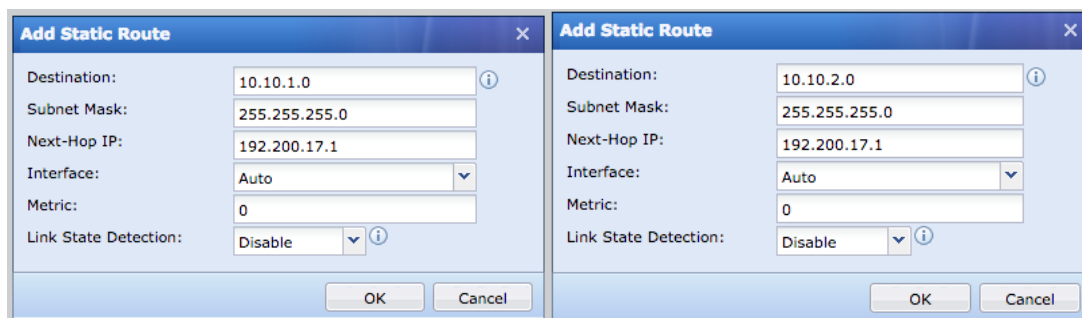 Add Static Route
Destination: 10.10.1.0
Subnet Mask: 255.255.255.0
Next-Hop IP: 192.200.17.1
Interface: Auto
Metric: 0
Link State Detection: Disable
OK Cancel
Add Static Route
Destination: 10.10.2.0
Subnet Mask: 255.255.255.0
Next-Hop IP: 192.200.17.1
Interface: Auto
Metric: 0
Link State Detection: Disable
OK Cancel